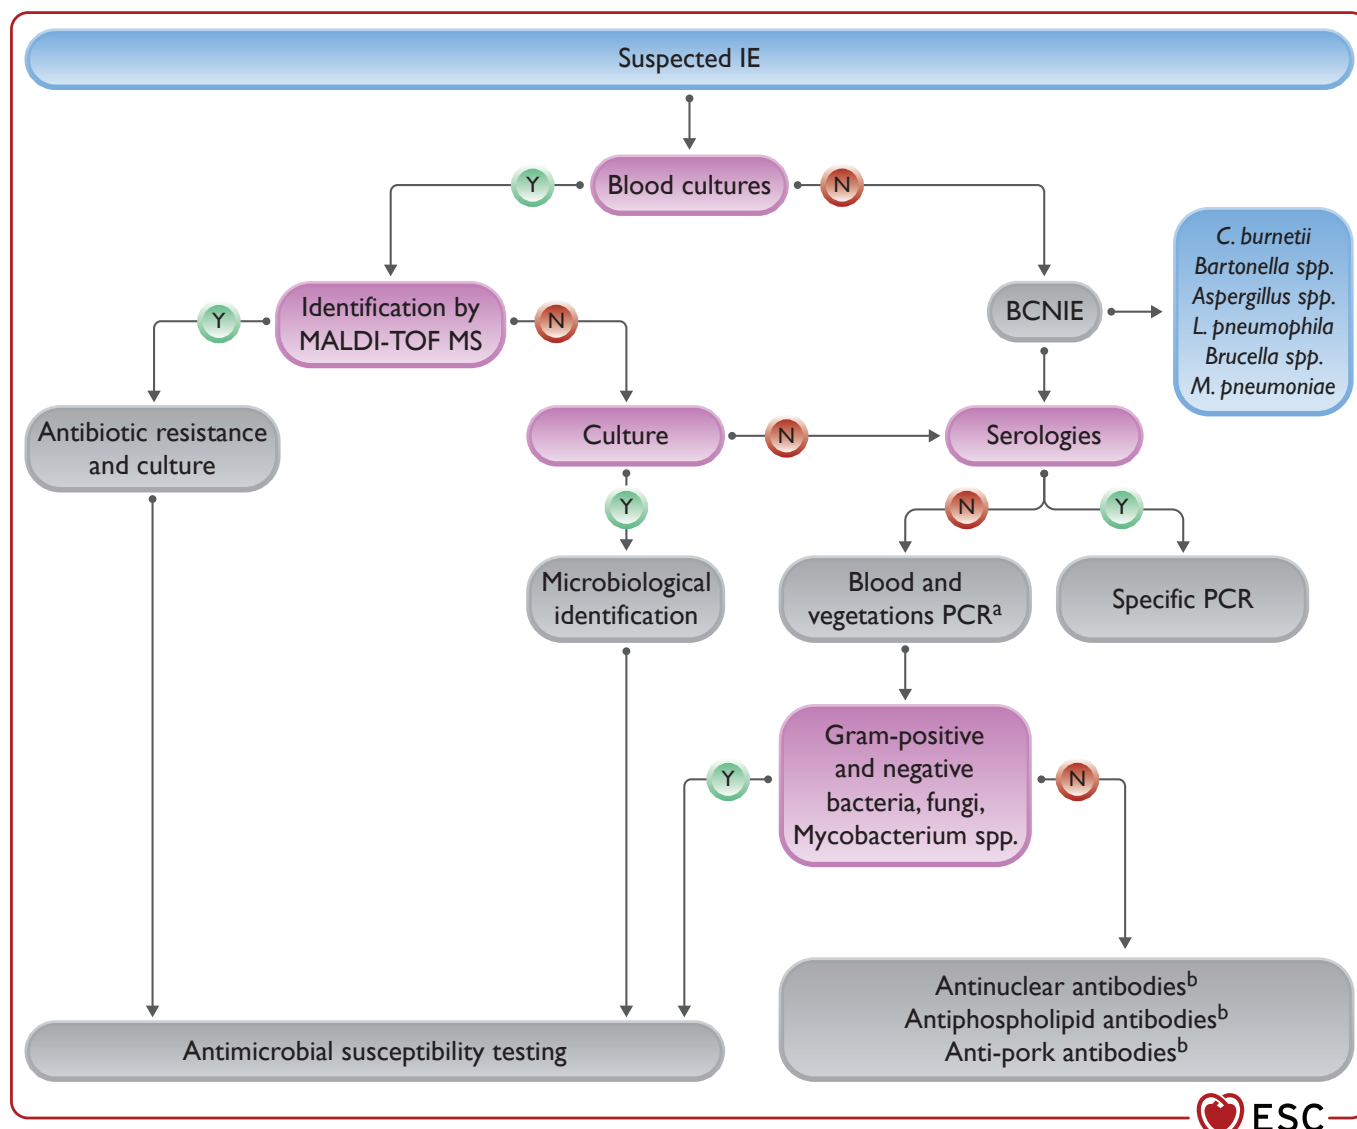 Suspected IE
Y
Blood cultures
N
C. burnetii
Bartonella spp.
Aspergillus spp.
L. pneumophila
Brucella spp.
M. pneumoniae
Y
Identification by
MALDI-TOF MS
N
BCNIE
Antibiotic resistance
and culture
Culture
N
Serologies
Y
N
Y
Microbiological
identification
Blood and
vegetations PCRᵃ
Specific PCR
Y
Gram-positive
and negative
bacteria, fungi,
Mycobacterium spp.
N
Antinuclear antibodiesᵇ
Antiphospholipid antibodiesᵇ
Anti-pork antibodiesᵇ
Antimicrobial susceptibility testing
ESC